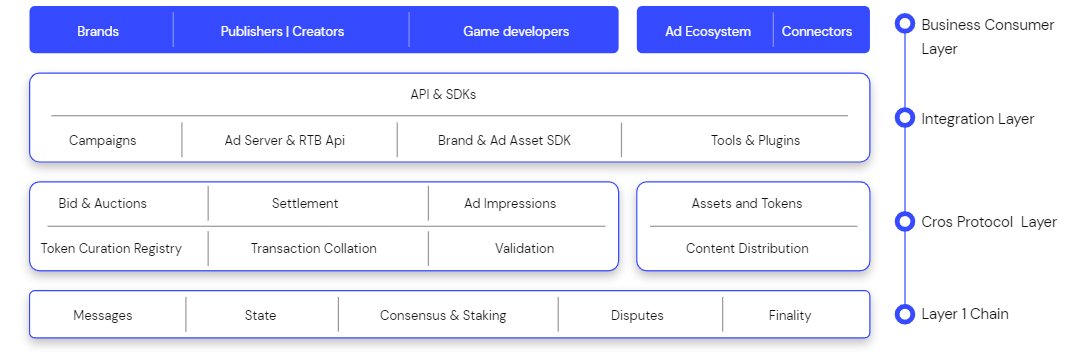 Brands
Publishers | Creators
Game developers
Ad Ecosystem
Connectors
Business Consumer
Layer
API & SDKs
Campaigns
Ad Server & RTB Api
Brand & Ad Asset SDK
Tools & Plugins
Integration Layer
Bid & Auctions
Settlement
Ad Impressions
Token Curation Registry
Transaction Collation
Validation
Assets and Tokens
Content Distribution
Cros Protocol Layer
Messages
State
Consensus & Staking
Disputes
Finality
Layer 1 Chain